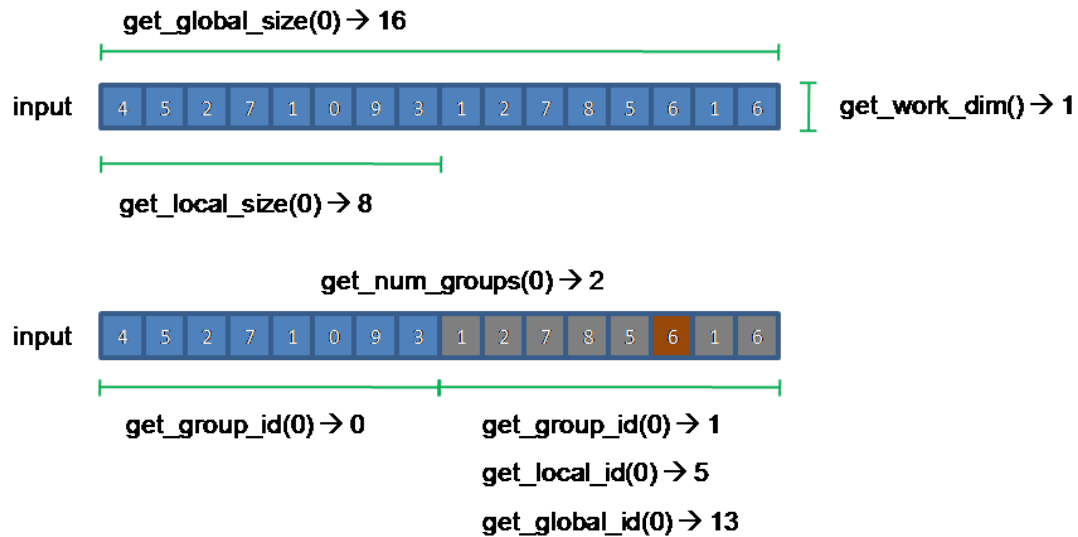 get_global_size(0) → 16
input 4 5 2 7 1 0 9 3 1 2 7 8 5 6 1 6 get_work_dim() → 1
get_local_size(0) → 8
get_num_groups(0) → 2
input 4 5 2 7 1 0 9 3 1 2 7 8 5 6 1 6
get_group_id(0) → 0 get_group_id(0) → 1
get_local_id(0) → 5
get_global_id(0) → 13